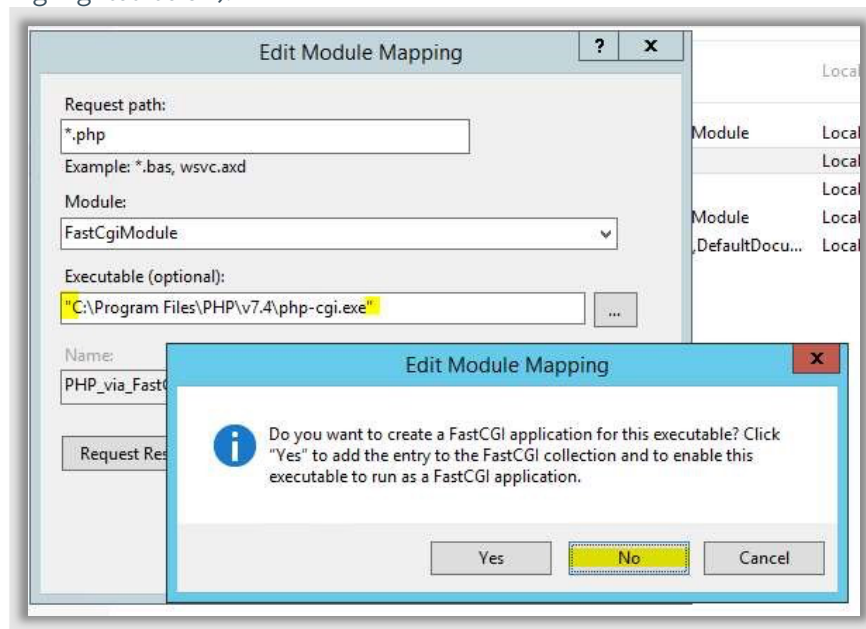 Edit Module Mapping
? x
Local
Request path:
*.php
Module Local
Example: *.bas, wsvc.axd
Local
Module:
Local
FastCgiModule
Module Local
,DefaultDocu... Local
Executable (optional):
"C:\Program Files\PHP\v7.4\php-cgi.exe"
...
Name:
Edit Module Mapping
x
PHP_via_Fast
Do you want to create a FastCGI application for this executable? Click
"Yes" to add the entry to the FastCGI collection and to enable this
executable to run as a FastCGI application.
Request Res
Yes No Cancel